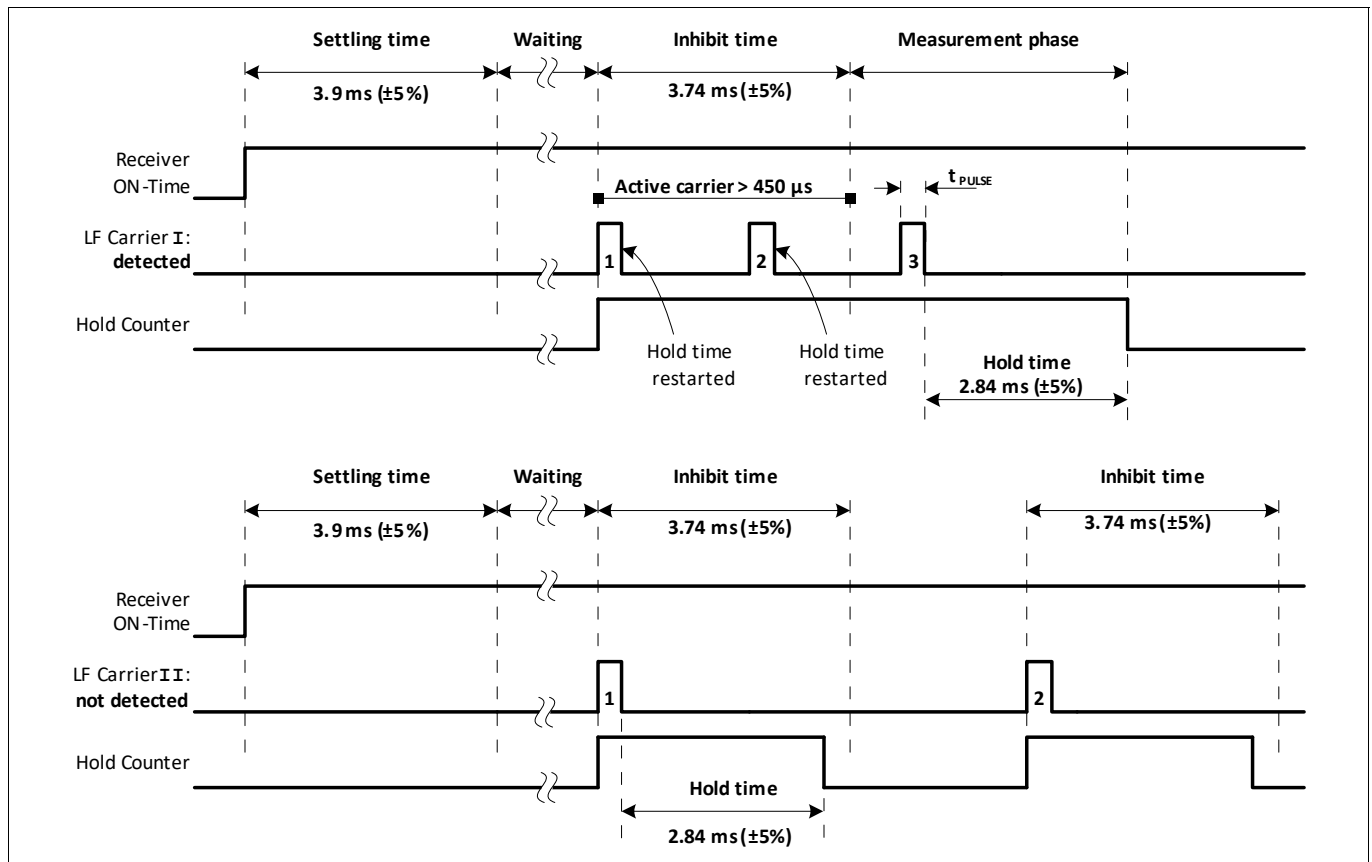 Settling time Waiting Inhibit time Measurement phase
3.9 ms (±5%) 3.74 ms (±5%)
Receiver
ON-Time
Active carrier > 450 µs
t PULSE
LF Carrier I:
detected
1 2 3
Hold Counter
Hold time
restarted
Hold time
restarted
Hold time
2.84 ms (±5%)
Settling time Waiting Inhibit time Inhibit time
3.9 ms (±5%) 3.74 ms (±5%) 3.74 ms (±5%)
Receiver
ON-Time
LF Carrier II:
not detected
1 2
Hold Counter
Hold time
2.84 ms (±5%)